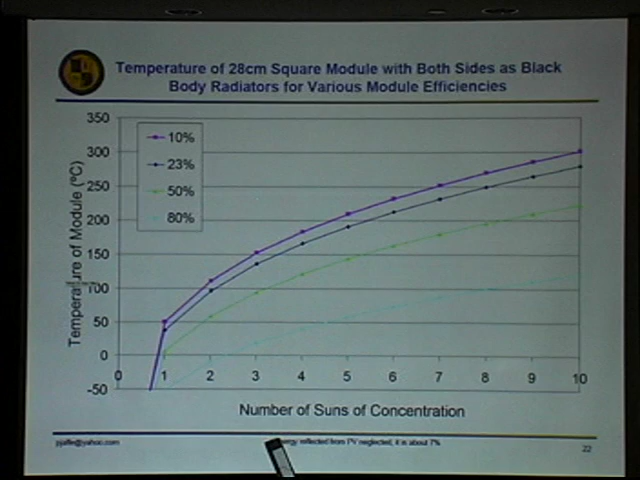 Temperature of 28cm Square Module with Both Sides as Black
Body Radiators for Various Module Efficiencies
350
300
250
200
150
100
50
0
-50
Temperature of Module (ºC)
10%
23%
50%
80%
0 1 2 3 4 5 6 7 8 9 10
Number of Suns of Concentration
pjaffe@yahoo.com
reflected from PV neglected, it is about 7%
22